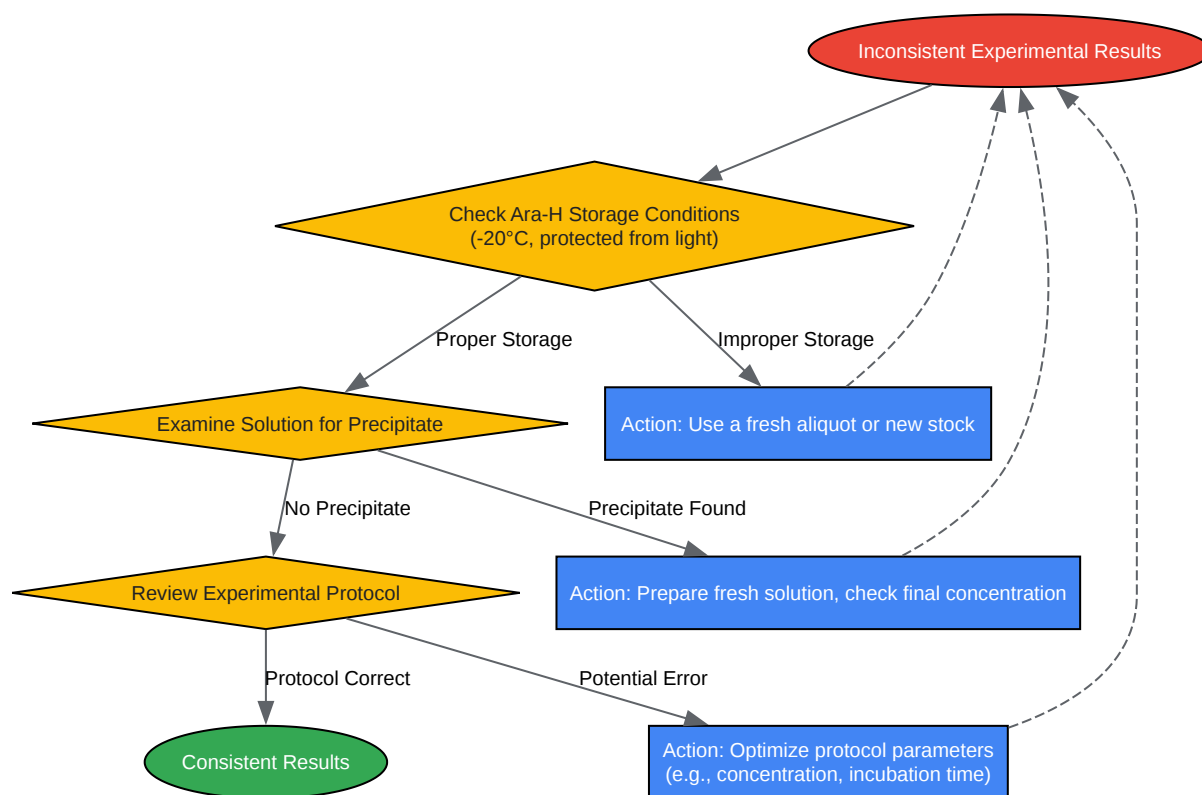 Inconsistent Experimental Results
Check Ara-H Storage Conditions
(-20°C, protected from light)
Proper Storage
Improper Storage
Examine Solution for Precipitate
Action: Use a fresh aliquot or new stock
No Precipitate
Precipitate Found
Review Experimental Protocol
Action: Prepare fresh solution, check final concentration
Protocol Correct
Potential Error
Consistent Results
Action: Optimize protocol parameters
(e.g., concentration, incubation time)